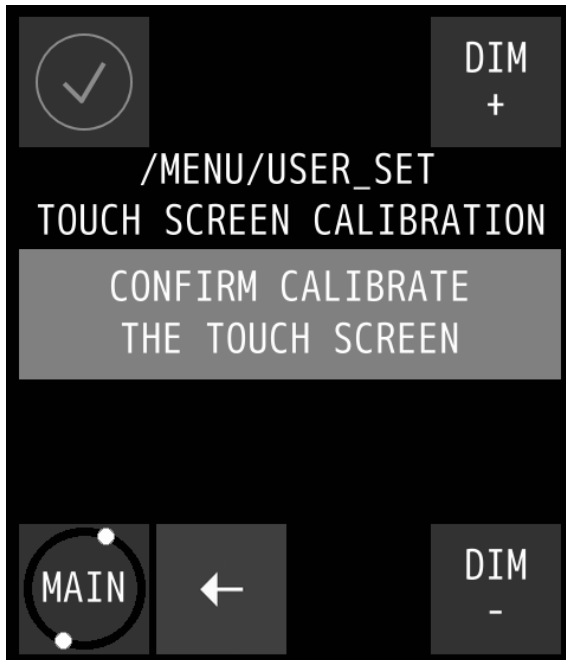 DIM
+
/MENU/USER_SET
TOUCH SCREEN CALIBRATION
CONFIRM CALIBRATE
THE TOUCH SCREEN
MAIN
DIM
-